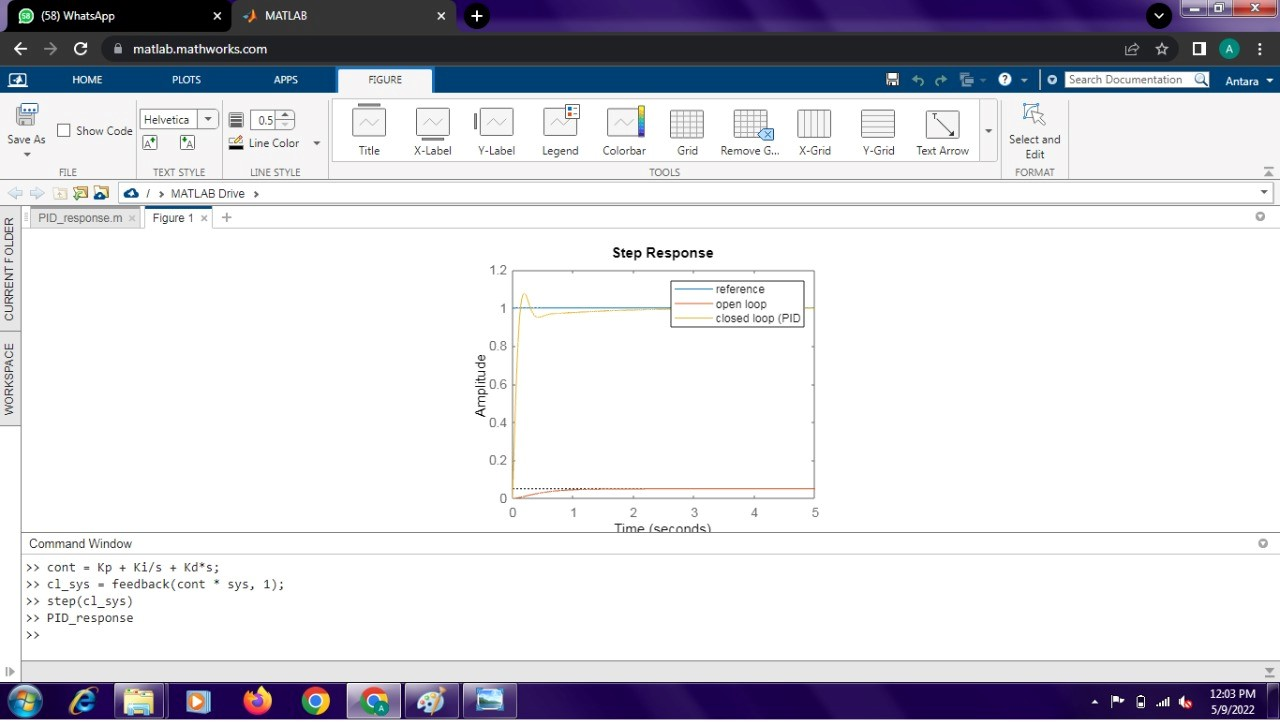 (58) WhatsApp
MATLAB
matlab.mathworks.com
A
HOME
PLOTS
APPS
FIGURE
Search Documentation
Antara
Save As
Show Code
FILE
Helvetica
A
A
TEXT STYLE
0.5
Line Color
LINE STYLE
Title
X-Label
Y-Label
Legend
Colorbar
Grid
Remove G...
X-Grid
Y-Grid
Text Arrow
TOOLS
Select and
Edit
FORMAT
/ > MATLAB Drive >
CURRENT FOLDER
WORKSPACE
PID_response.m
Figure 1
Step Response
reference
open loop
closed loop (PID
Amplitude
1.2
1
0.8
0.6
0.4
0.2
0
0 1 2 3 4 5
Time (seconds)
Command Window
>> cont = Kp + Ki/s + Kd*s;
>> cl_sys = feedback(cont * sys, 1);
>> step(cl_sys)
>> PID_response
>>
12:03 PM
5/9/2022